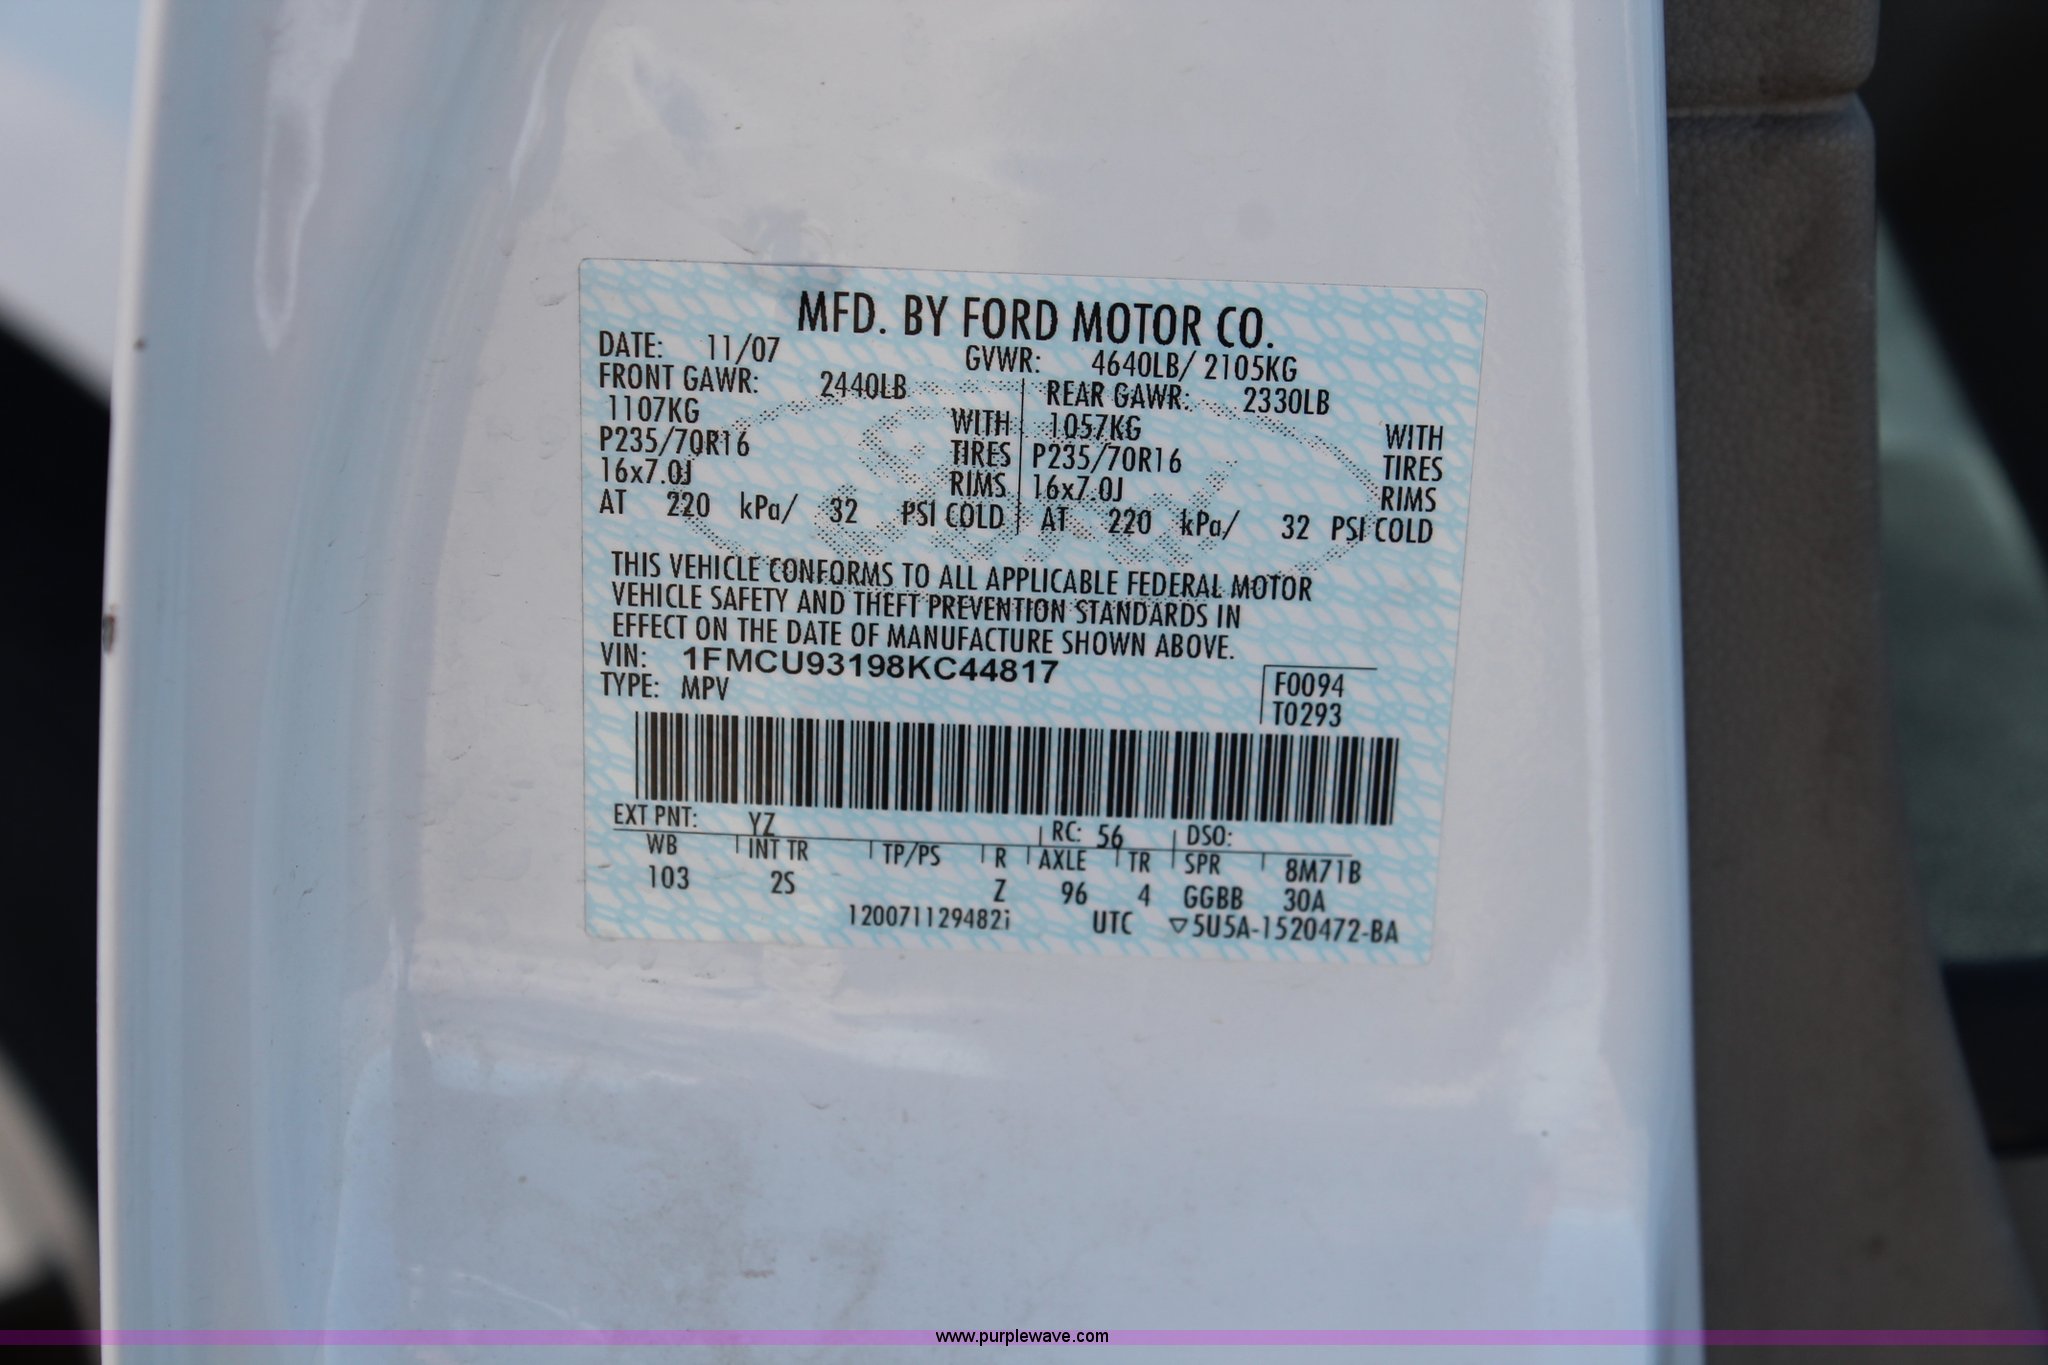 MFD. BY FORD MOTOR CO.
DATE: 11/07 GVWR: 4640LB/ 2105KG
FRONT GAWR: 2440LB REAR GAWR: 2330LB
1107KG WITH 1057KG WITH
P235/70R16 TIRES P235/70R16 TIRES
16x7.0J RIMS 16x7.0J RIMS
AT 220 kPa/ 32 PSI COLD AT 220 kPa/ 32 PSI COLD
THIS VEHICLE CONFORMS TO ALL APPLICABLE FEDERAL MOTOR
VEHICLE SAFETY AND THEFT PREVENTION STANDARDS IN
EFFECT ON THE DATE OF MANUFACTURE SHOWN ABOVE.
VIN: 1FMCU93198KC44817
TYPE: MPV F0094
T0293
EXT PNT: YZ RC: 56 DSO:
WB INT TR TP/PS R AXLE TR SPR 8M71B
103 2S Z 96 4 GGBB 30A
120071129482i UTC ▽5U5A-1520472-BA
www.purplewave.com